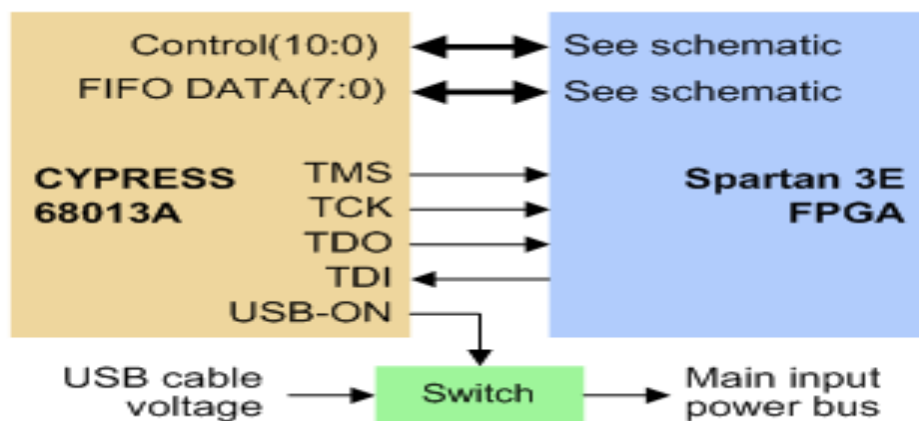 Control(10:0) See schematic
FIFO DATA(7:0) See schematic
CYPRESS
68013A
TMS
TCK
TDO
TDI
USB-ON
Spartan 3E
FPGA
USB cable
voltage
Switch
Main input
power bus